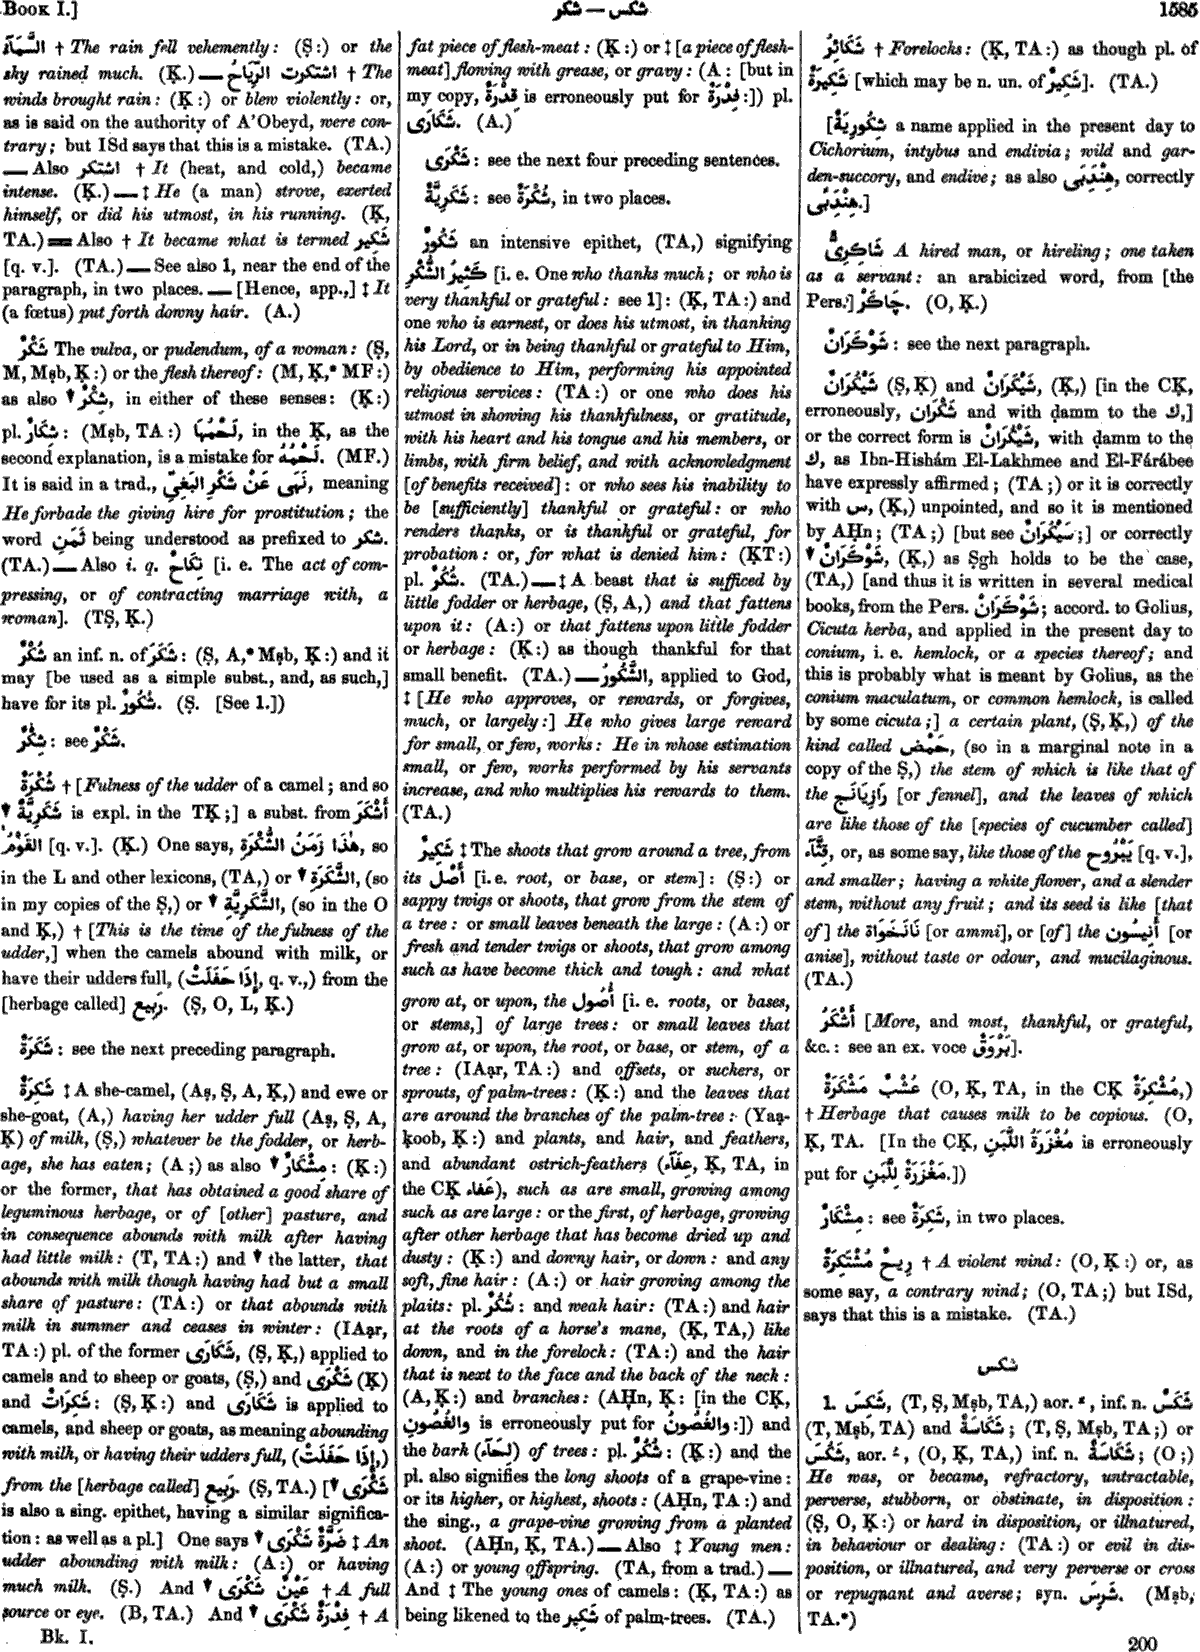 BOOK I.]
شكر — شكس
1585
السَّمَآءُ † The rain fell vehemently: (Ṣ:) or the
sky rained much. (Ḳ.) ― اشتكرت الرِّيَاحُ † The
winds brought rain: (Ḳ:) or blew violently: or,
as is said on the authority of A’Obeyd, were con-
trary; but ISd says that this is a mistake. (TA.)
― Also اشتكر † It (heat, and cold,) became
intense. (Ḳ.) ― ‡ He (a man) strove, exerted
himself, or did his utmost, in his running. (Ḳ,
TA.) ═ Also † It became what is termed شَكِير
[q. v.]. (TA.) ― See also 1, near the end of the
paragraph, in two places. ― [Hence, app.,] ‡ It
(a fœtus) put forth downy hair. (A.)
شَكْرٌ The vulva, or pudendum, of a woman: (Ṣ,
M, Mṣb, Ḳ:) or the flesh thereof: (M, Ḳ,* MF:)
as also ▼ شِكْرٌ, in either of these senses: (Ḳ:)
pl. شِكَارٌ: (Mṣb, TA:) لَحْمُهَا, in the Ḳ, as the
second explanation, is a mistake for لَحْمُهُ. (MF.)
It is said in a trad., نَهَى عَنْ شَكْرِ البَغِىِّ, meaning
He forbade the giving hire for prostitution; the
word ثَمَنِ being understood as prefixed to شكر.
(TA.) ― Also i. q. نِكَاحٌ [i. e. The act of com-
pressing, or of contracting marriage with, a
woman]. (TṢ, Ḳ.)
شُكْرٌ an inf. n. of شَكَرَ: (Ṣ, A,* Mṣb, Ḳ:) and it
may [be used as a simple subst., and, as such,]
have for its pl. شُكُورٌ. (Ṣ. [See 1.])
شِكْرٌ: see شَكْرٌ.
شُكْرَةٌ † [Fulness of the udder of a camel; and so
▼ شَكَرِيَّةٌ is expl. in the TḲ;] a subst. from أَشْكَرَ
القَوْمُ [q. v.]. (Ḳ.) One says, هٰذَا زَمَنُ الشُّكْرَةِ, so
in the L and other lexicons, (TA,) or ▼ الشَّكَرَةِ, (so
in my copies of the Ṣ,) or ▼ الشَّكَرِيَّةِ, (so in the O
and Ḳ,) † [This is the time of the fulness of the
udder,] when the camels abound with milk, or
have their udders full, (إِذَا حَفَلَتْ, q. v.,) from the
[herbage called] رَبِيع. (Ṣ, O, L, Ḳ.)
شَكَرَةٌ: see the next preceding paragraph.
شَكِرَةٌ ‡ A she-camel, (Aṣ, Ṣ, A, Ḳ,) and ewe or
she-goat, (A,) having her udder full (Aṣ, Ṣ, A,
Ḳ) of milk, (Ṣ,) whatever be the fodder, or herb-
age, she has eaten; (A;) as also ▼ مِشْكَارٌ: (Ḳ:)
or the former, that has obtained a good share of
leguminous herbage, or of [other] pasture, and
in consequence abounds with milk after having
had little milk: (T, TA:) and ▼ the latter, that
abounds with milk though having had but a small
share of pasture: (TA:) or that abounds with
milk in summer and ceases in winter: (IAạr,
TA:) pl. of the former شَكَارَى, (Ṣ, Ḳ,) applied to
camels and to sheep or goats, (Ṣ,) and شَكْرَى (Ḳ)
and شَكِرَاتٌ: (Ṣ, Ḳ:) and شَكَارَى is applied to
camels, and sheep or goats, as meaning abounding
with milk, or having their udders full, (إِذَا حَفَلَتْ,)
from the [herbage called] رَبِيع. (Ṣ, TA.) [▼ شَكْرَى
is also a sing. epithet, having a similar significa-
tion: as well as a pl.] One says ▼ ضَرَّةٌ شَكْرَى ‡ An
udder abounding with milk: (A:) or having
much milk. (Ṣ.) And ▼ عَيْنٌ شَكْرَى † A full
source or eye. (B, TA.) And ▼ فِدْرَةٌ شَكْرَى † A
Bk. I.
fat piece of flesh-meat: (Ḳ:) or ‡ [a piece of flesh-
meat] flowing with grease, or gravy: (A: [but in
my copy, قِدْرَةٌ is erroneously put for فِدْرَةٌ:]) pl.
شَكَارَى. (A.)
شَكْرَى: see the next four preceding sentences.
شَكَرِيَّةٌ: see شُكْرَةٌ, in two places.
شَكُورٌ an intensive epithet, (TA,) signifying
كَثِيرُ الشُّكْرِ [i. e. One who thanks much; or who is
very thankful or grateful: see 1]: (Ḳ, TA:) and
one who is earnest, or does his utmost, in thanking
his Lord, or in being thankful or grateful to Him,
by obedience to Him, performing his appointed
religious services: (TA:) or one who does his
utmost in showing his thankfulness, or gratitude,
with his heart and his tongue and his members, or
limbs, with firm belief, and with acknowledgment
[of benefits received]: or who sees his inability to
be [sufficiently] thankful or grateful: or who
renders thanks, or is thankful or grateful, for
probation: or, for what is denied him: (ḲT:)
pl. شُكُرٌ. (TA.) ― ‡ A beast that is sufficed by
little fodder or herbage, (Ṣ, A,) and that fattens
upon it: (A:) or that fattens upon little fodder
or herbage: (Ḳ:) as though thankful for that
small benefit. (TA.) ― الشَّكُورُ, applied to God,
‡ [He who approves, or rewards, or forgives,
much, or largely:] He who gives large reward
for small, or few, works: He in whose estimation
small, or few, works performed by his servants
increase, and who multiplies his rewards to them.
(TA.)
شَكِيرٌ ‡ The shoots that grow around a tree, from
its أَصْل [i. e. root, or base, or stem]: (Ṣ:) or
sappy twigs or shoots, that grow from the stem of
a tree: or small leaves beneath the large: (A:) or
fresh and tender twigs or shoots, that grow among
such as have become thick and tough: and what
grow at, or upon, the أُصُول [i. e. roots, or bases,
or stems,] of large trees: or small leaves that
grow at, or upon, the root, or base, or stem, of a
tree: (IAạr, TA:) and offsets, or suckers, or
sprouts, of palm-trees: (Ḳ:) and the leaves that
are around the branches of the palm-tree: (Yaạ-
ḳoob, Ḳ:) and plants, and hair, and feathers,
and abundant ostrich-feathers (عِفَآء, Ḳ, TA, in
the CḲ عَفاء), such as are small, growing among
such as are large: or the first, of herbage, growing
after other herbage that has become dried up and
dusty: (Ḳ:) and downy hair, or down: and any
soft, fine hair: (A;) or hair growing among the
plaits: pl. شُكُرٌ: and weak hair: (TA:) and hair
at the roots of a horse’s mane, (Ḳ, TA,) like
down, and in the forelock: (TA:) and the hair
that is next to the face and the back of the neck:
(A, Ḳ:) and branches: (AḤn, Ḳ: [in the CḲ,
والغُضُون is erroneously put for والغُصُونُ:]) and
the bark (لِحَآء) of trees: pl. شُكُرٌ: (Ḳ:) and the
pl. also signifies the long shoots of a grape-vine:
or its higher, or highest, shoots: (AḤn, TA:) and
the sing., a grape-vine growing from a planted
shoot. (AḤn, Ḳ, TA.) ― Also ‡ Young men:
(A:) or young offspring. (TA, from a trad.) ―
And ‡ The young ones of camels: (Ḳ, TA:) as
being likened to the شَكِير of palm-trees. (TA.)
شَكَائِرُ † Forelocks: (Ḳ, TA:) as though pl. of
شَكِيرَةٌ [which may be n. un. of شَكِيرٌ]. (TA.)
[شَكُورِيَةٌ a name applied in the present day to
Cichorium, intybus and endivia; wild and gar-
den-succory, and endive; as also هِنْدَبَى, correctly
هِنْدَبًى.]
شَاكِرِىٌّ A hired man, or hireling; one taken
as a servant: an arabicized word, from [the
Pers.] چَاكَرْ. (O, Ḳ.)
شَوْكَرَانٌ: see the next paragraph.
شَيْكُرَانٌ (Ṣ, Ḳ) and شَيْكَرَانٌ, (Ḳ,) [in the CḲ,
erroneously, شَكْرَان and with ḍamm to the ك,]
or the correct form is شَيْكُرَانٌ, with ḍamm to the
ك, as Ibn-Hishám El-Lakhmee and El-Fárábee
have expressly affirmed; (TA;) or it is correctly
with س, (Ḳ,) unpointed, and so it is mentioned
by AḤn; (TA;) [but see سَيْكُرَانٌ;] or correctly
▼ شَوْكَرَانٌ, (Ḳ,) as Ṣgh holds to be the case,
(TA,) [and thus it is written in several medical
books, from the Pers. شَوْكَرَانْ; accord. to Golius,
Cicuta herba, and applied in the present day to
conium, i. e. hemlock, or a species thereof; and
this is probably what is meant by Golius, as the
conium maculatum, or common hemlock, is called
by some cicuta;] a certain plant, (Ṣ, Ḳ,) of the
kind called حَمْض, (so in a marginal note in a
copy of the Ṣ,) the stem of which is like that of
the رَازِيَانَج [or fennel], and the leaves of which
are like those of the [species of cucumber called]
قِثَّآء, or, as some say, like those of the يَبْرُوح [q. v.],
and smaller; having a white flower, and a slender
stem, without any fruit; and its seed is like [that
of] the نَانَخَوَاة [or ammi], or [of] the أَنِيسُون [or
anise], without taste or odour, and mucilaginous.
(TA.)
أَشْكَرُ [More, and most, thankful, or grateful,
&c.: see an ex. voce بَرْوَقٌ].
عُشْبٌ مَشْكَرَةٌ (O, Ḳ, TA, in the CḲ مُشْكِرَةٌ,)
† Herbage that causes milk to be copious. (O,
Ḳ, TA. [In the CḲ, مُغْزَرَةُ اللَّبَنِ is erroneously
put for مَغْزَرَةٌ لِلَّبَنِ.])
مِشْكَارٌ: see شَكِرَةٌ, in two places.
رِيحٌ مُشْتَكِرَةٌ † A violent wind: (O, Ḳ:) or, as
some say, a contrary wind; (O, TA;) but ISd,
says that this is a mistake. (TA.)
شكس
1. شَكِسَ, (T, Ṣ, Mṣb, TA,) aor. ـَ, inf. n. شَكَسٌ
(T, Mṣb, TA) and شَكَاسَةٌ; (T, Ṣ, Mṣb, TA;) or
شَكُسَ, aor. ـُ, (O, Ḳ, TA,) inf. n. شَكَاسَةٌ; (O;)
He was, or became, refractory, untractable,
perverse, stubborn, or obstinate, in disposition:
(Ṣ, O, Ḳ:) or hard in disposition, or illnatured,
in behaviour or dealing: (TA:) or evil in dis-
position, or illnatured, and very perverse or cross
or repugnant and averse; syn. شَرِسَ. (Mṣb,
TA.*)
200